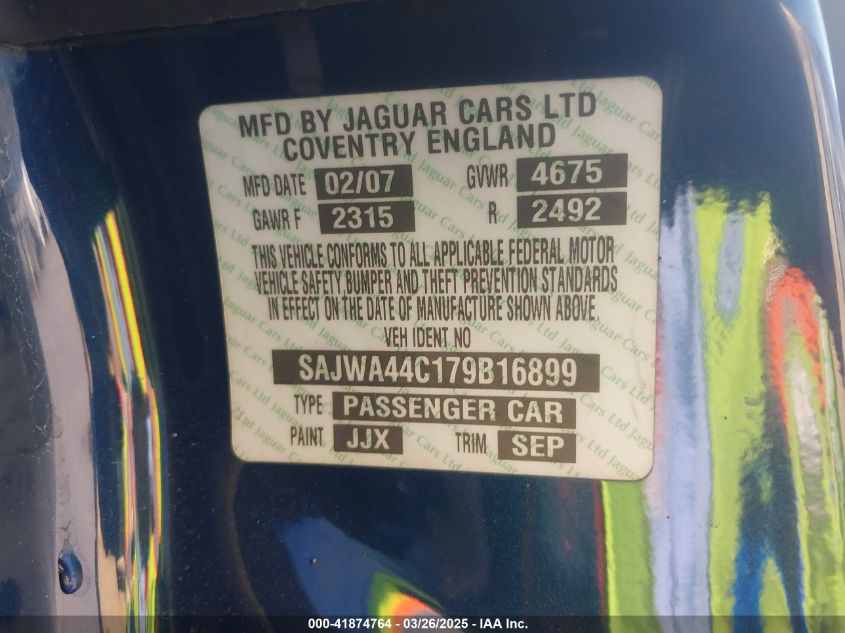 MFD BY JAGUAR CARS LTD
COVENTRY ENGLAND
MFD DATE 02/07 GVWR 4675
GAWR F 2315 R 2492
THIS VEHICLE CONFORMS TO ALL APPLICABLE FEDERAL MOTOR
VEHICLE SAFETY, BUMPER AND THEFT PREVENTION STANDARDS
IN EFFECT ON THE DATE OF MANUFACTURE SHOWN ABOVE.
VEH IDENT NO
SAJWA44C179B16899
TYPE PASSENGER CAR
PAINT JJX TRIM SEP
000-41874764 - 03/26/2025 - IAA Inc.